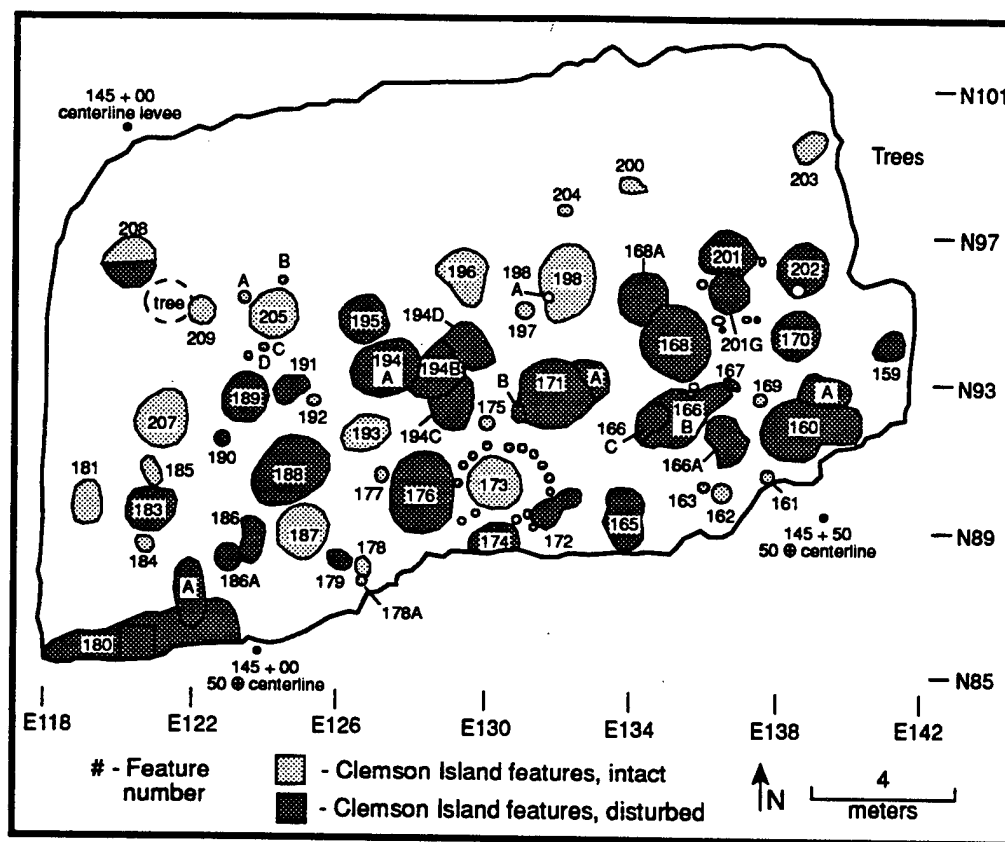 145 + 00
centerline levee
N101
Trees
203
200
204
208
N97
168A
201
202
B
A
196
198
198
A
tree
205
209
197
195
194D
C
D
191
168
201G
170
159
194
A
194B
171
A
167
N93
189
192
B
169
A
207
175
166
B
166
C
160
190
193
194C
166A
181
185
188
177
176
173
163
162
161
183
186
187
165
145 + 50
50 ⊕ centerline
184
178
174
172
N89
186A
179
A
178A
180
145 + 00
50 ⊕ centerline
N85
E118
E122
E126
E130
E134
E138
E142
# - Feature
number
- Clemson Island features, intact
- Clemson Island features, disturbed
N
4
meters